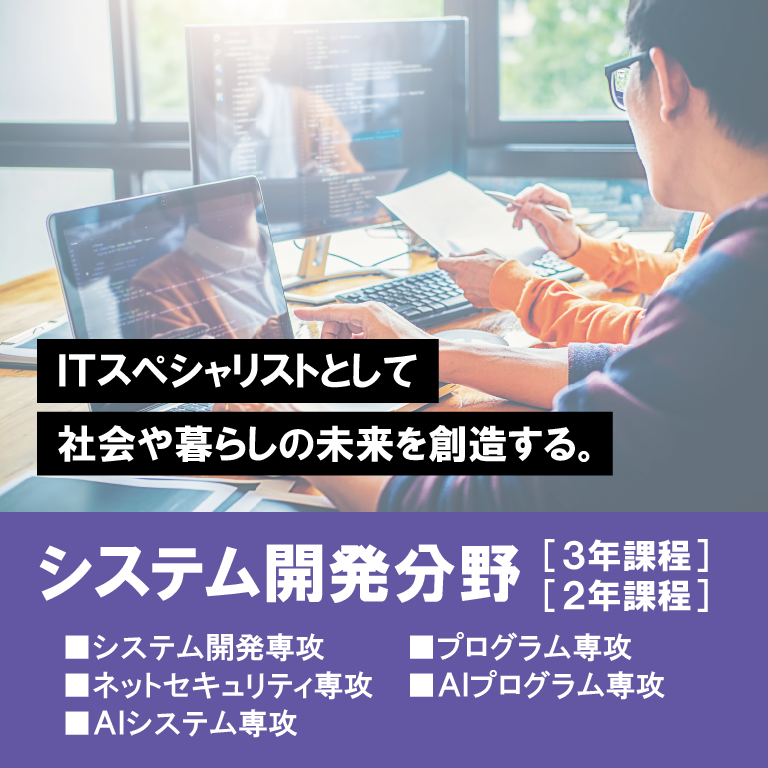 ITスペシャリストとして
社会や暮らしの未来を創造する。
システム開発分野
［3年課程］
［2年課程］
■システム開発専攻
■プログラム専攻
■ネットセキュリティ専攻
■AIプログラム専攻
■AIシステム専攻